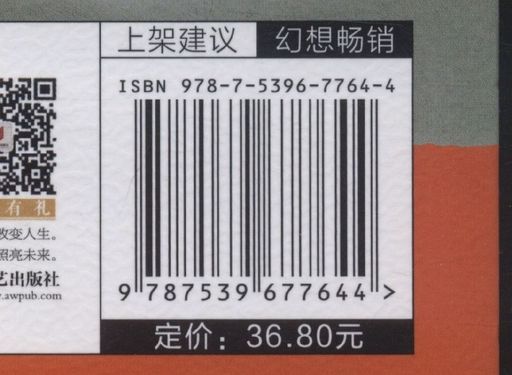 上架建议 幻想畅销
ISBN 978-7-5396-7764-4
9 787539 677644 >
定价：36.80元
有礼
改变人生。
照亮未来。
艺出版社
.awpub.com